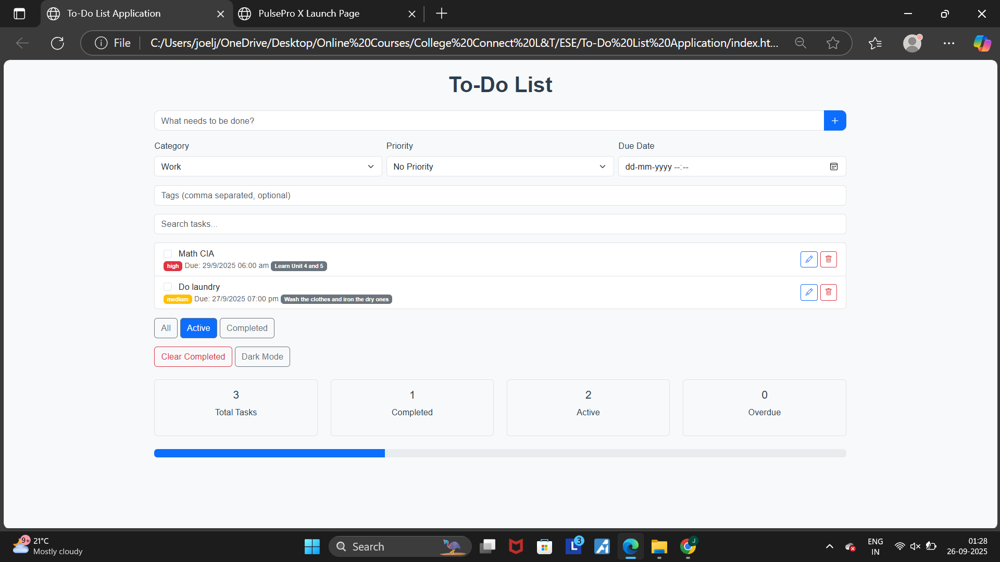 To-Do List Application
PulsePro X Launch Page
File
C:/Users/joelj/OneDrive/Desktop/Online%20Courses/College%20Connect%20L&T/ESE/To-Do%20List%20Application/index.ht...
To-Do List
What needs to be done?
+
Category
Priority
Due Date
Work
No Priority
dd-mm-yyyy --:--
Tags (comma separated, optional)
Search tasks...
Math CIA
high Due: 29/9/2025 06:00 am Learn Unit 4 and 5
Do laundry
medium Due: 27/9/2025 07:00 pm Wash the clothes and iron the dry ones
All Active Completed
Clear Completed Dark Mode
3 1 2 0
Total Tasks Completed Active Overdue
9+
21°C
Mostly cloudy
Search
L 3
J
ENG
IN
01:28
26-09-2025